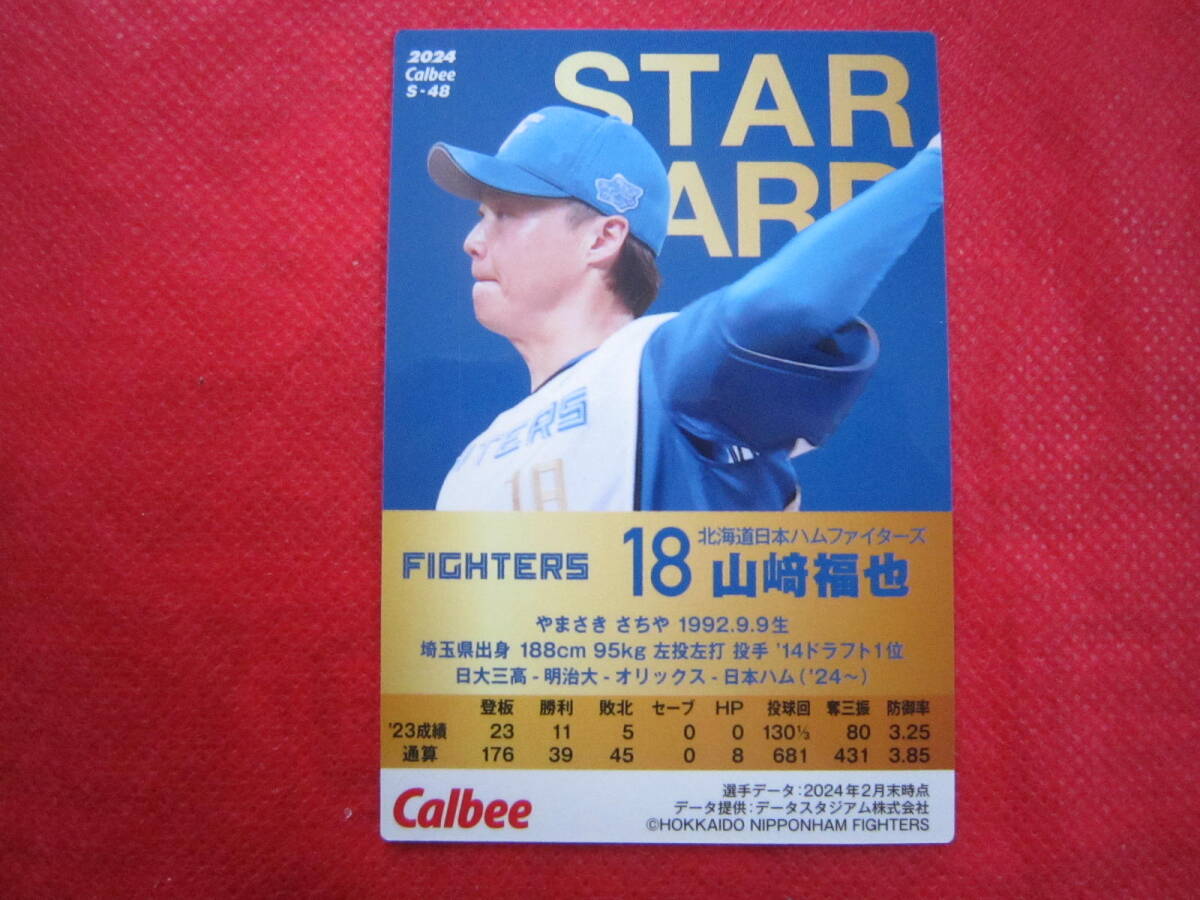 2024
Calbee
S-48
STAR
ARD
F
TERS
18
FIGHTERS
18
北海道日本ハムファイターズ
山﨑福也
やまさき さちや 1992.9.9生
埼玉県出身 188cm 95kg 左投左打 投手 '14ドラフト1位
日大三高-明治大-オリックス-日本ハム('24〜)
登板 勝利 敗北 セーブ HP 投球回 奪三振 防御率
'23成績 23 11 5 0 0 130⅓ 80 3.25
通算 176 39 45 0 8 681 431 3.85
Calbee
選手データ:2024年2月末時点
データ提供:データスタジアム株式会社
©HOKKAIDO NIPPONHAM FIGHTERS